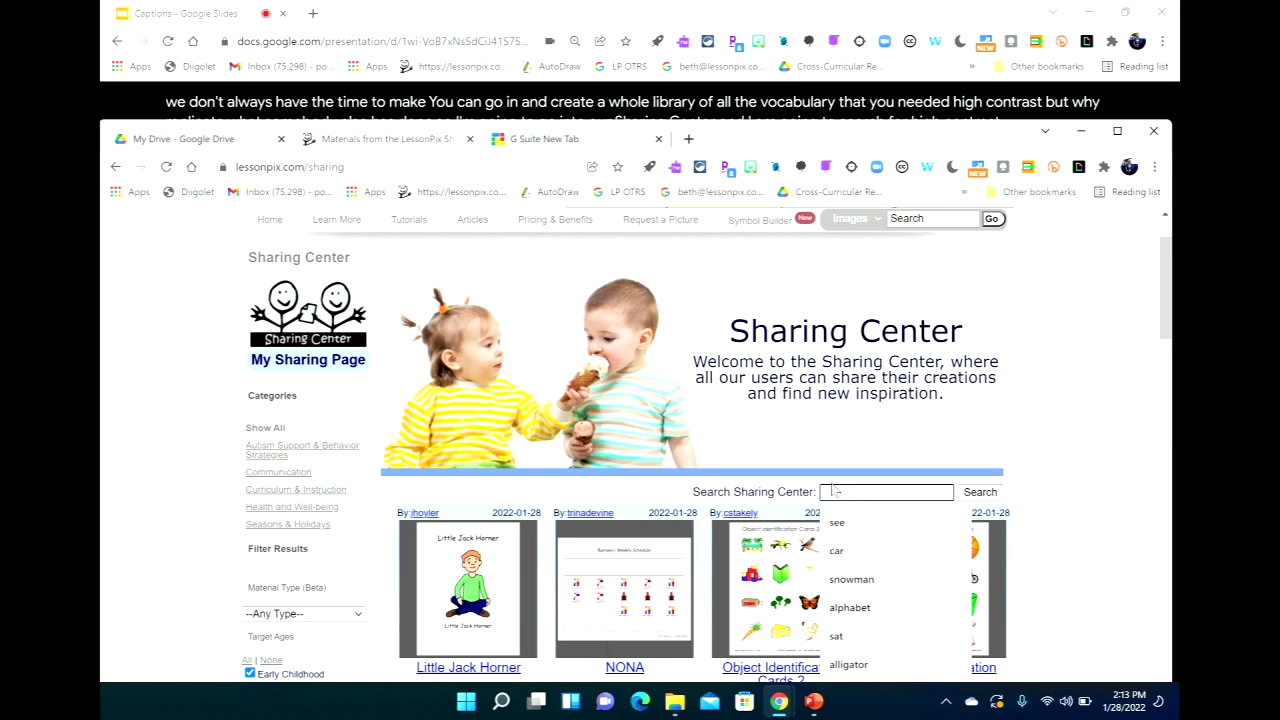 Captions - Google Slides
docs.google.com/presentation/d/1wi-VoB7xNsSdCiJ41S75...
Apps
Diigolet
Inbox (75,298) - po...
Apps
https://lessonpix.co...
AutoDraw
LP OTRS
beth@lessonpix.co...
Cross-Curricular Re...
»
Other bookmarks
Reading list
we don't always have the time to make You can go in and create a whole library of all the vocabulary that you needed high contrast but why
My Drive - Google Drive
Materials from the LessonPix Sh
G Suite New Tab
lessonpix.com/sharing
NEW
Apps
Diigolet
Inbox (75,298) - po...
Apps
https://lessonpix.co...
AutoDraw
LP OTRS
beth@lessonpix.co...
Cross-Curricular Re...
»
Other bookmarks
Reading list
Home
Learn More
Tutorials
Articles
Pricing & Benefits
Request a Picture
Symbol Builder
New
Images
Search
Go
Sharing Center
Sharing Center
My Sharing Page
Categories
Show All
Autism Support & Behavior
Strategies
Communication
Curriculum & Instruction
Health and Well-being
Seasons & Holidays
Filter Results
Material Type (Beta)
--Any Type--
Target Ages
All | None
Early Childhood
Sharing Center
Welcome to the Sharing Center, where
all our users can share their creations
and find new inspiration.
Search Sharing Center:
Search
see
car
snowman
alphabet
sat
alligator
By:jhoyler
2022-01-28
Little Jack Horner
Little Jack Horner
Little Jack Horner
By:trinadevine
2022-01-28
NONA
By:cstakely
202
Object Identification Cards 2
Object Identifica
Cards 2
22-01-28
ation
2:13 PM
1/28/2022